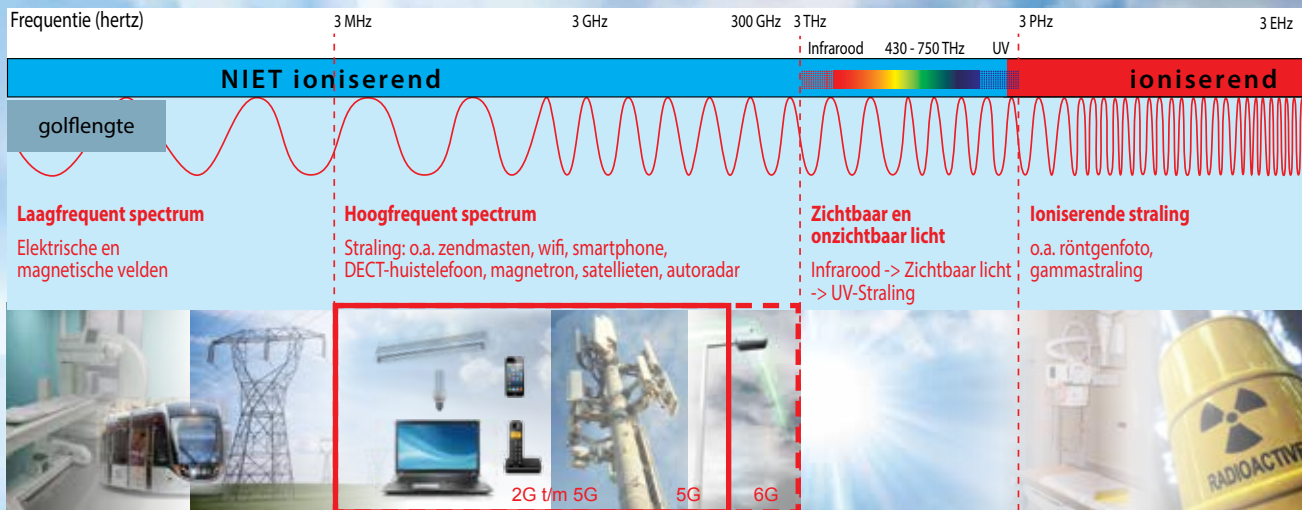 Frequentie (hertz)
3 MHz
3 GHz
300 GHz
3 THz
3 PHz
3 EHz
Infrarood
430 - 750 THz
UV
NIET ioniserend
ioniserend
golflengte
Laagfrequent spectrum
Elektrische en
magnetische velden
Hoogfrequent spectrum
Straling: o.a. zendmasten, wifi, smartphone,
DECT-huistelefoon, magnetron, satellieten, autoradar
Zichtbaar en
onzichtbaar licht
Infrarood -> Zichtbaar licht
-> UV-Straling
Ioniserende straling
o.a. röntgenfoto,
gammastraling
2G t/m 5G
5G
6G
RADIOACTIVE